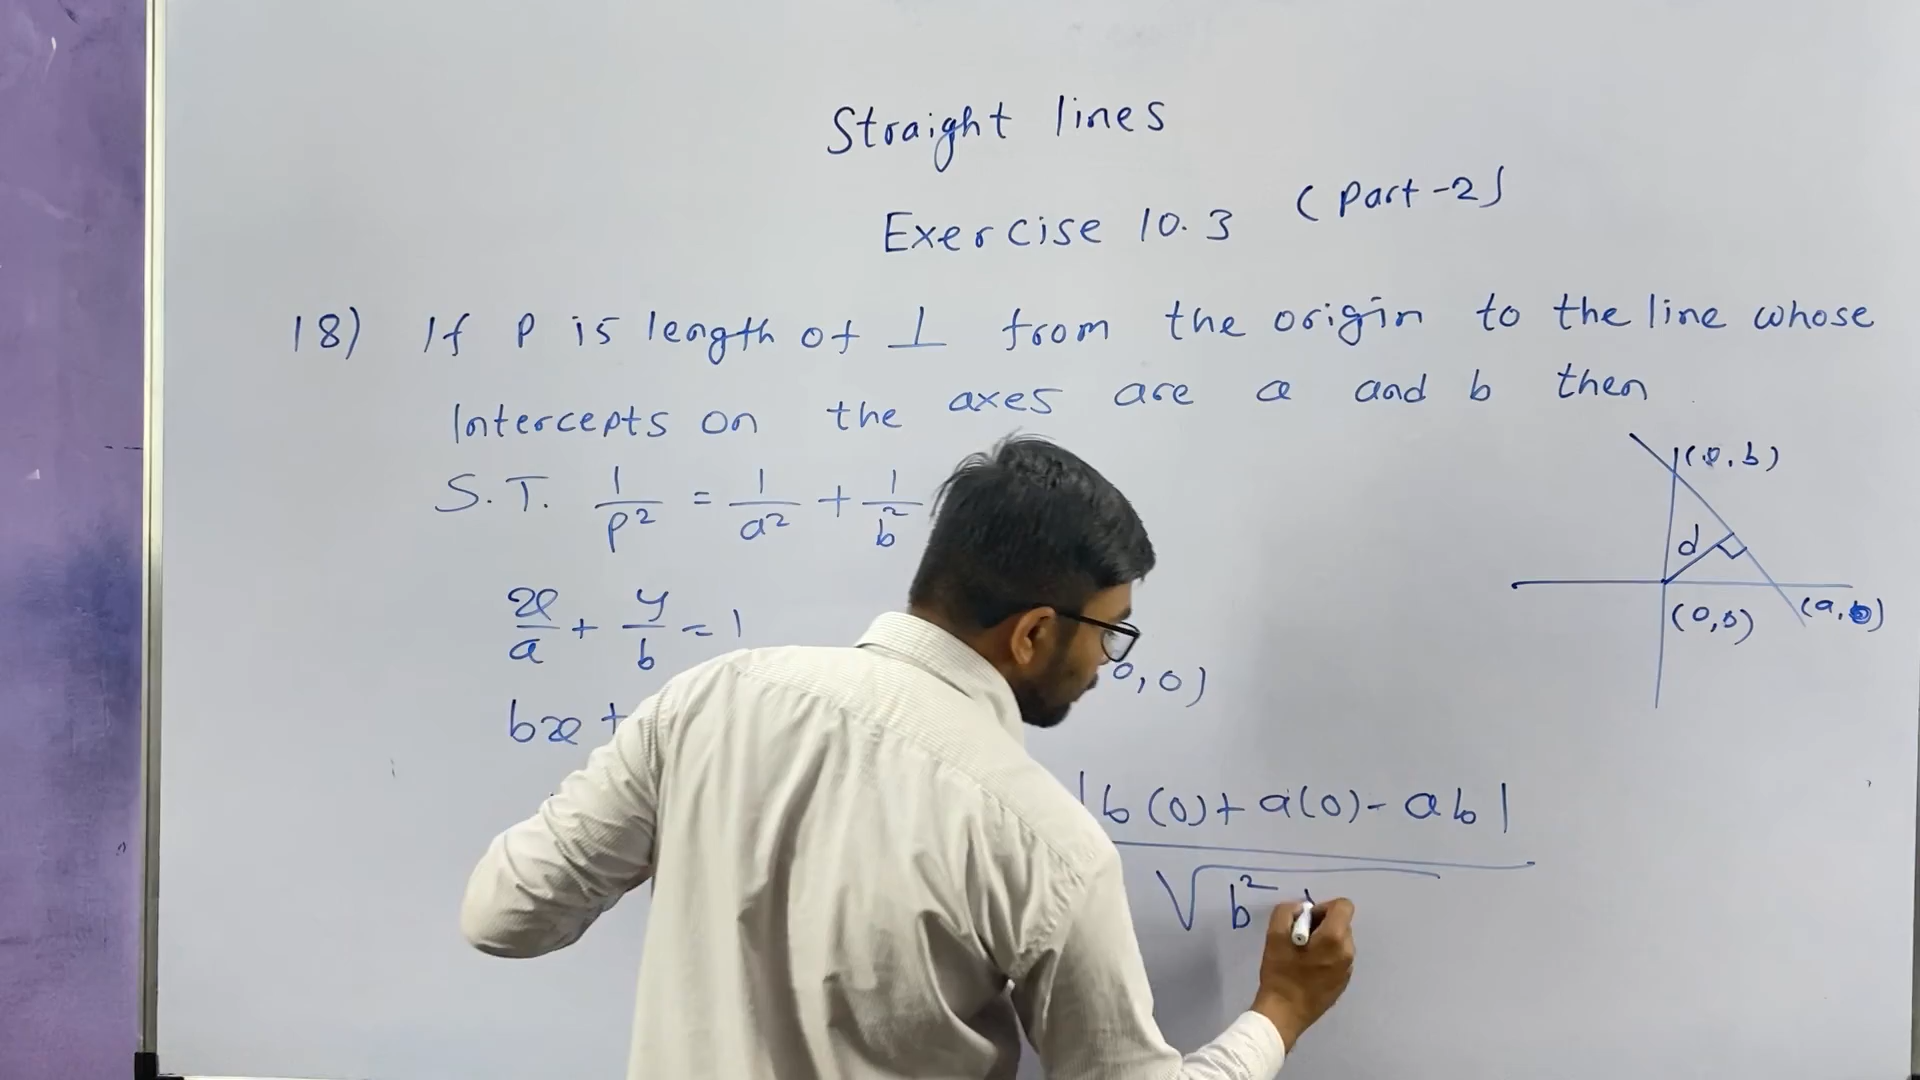 Straight lines
Exercise 10.3 (Part-2)
18) If P is length of ⊥ from the origin to the line whose
Intercepts on the axes are a and b then
S.T. 1/P² = 1/a² + 1/b²
(0, b)
d
(0,0)
(a, 0)
x/a + y/b = 1
0, 0)
bx +
|b(0) + a(0) - ab|
√b²